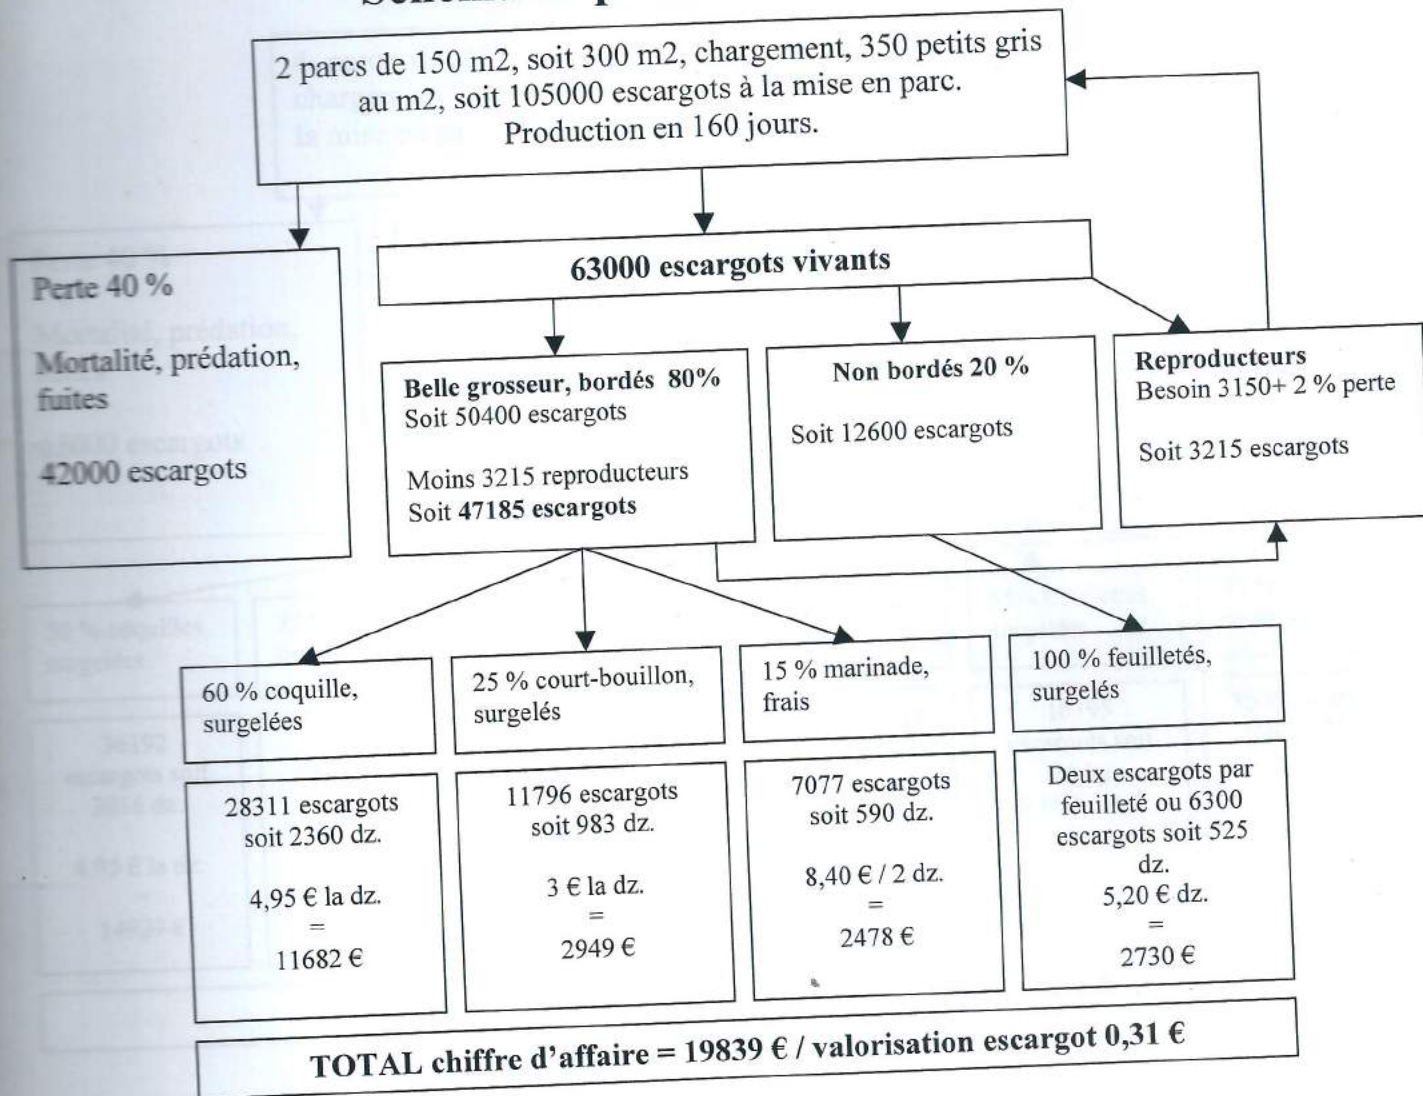 2 parcs de 150 m2, soit 300 m2, chargement, 350 petits gris
au m2, soit 105000 escargots à la mise en parc.
Production en 160 jours.
Perte 40 %
Mortalité, prédation,
fuites
42000 escargots
63000 escargots vivants
Belle grosseur, bordés 80%
Soit 50400 escargots
Moins 3215 reproducteurs
Soit 47185 escargots
Non bordés 20 %
Soit 12600 escargots
Reproducteurs
Besoin 3150+ 2 % perte
Soit 3215 escargots
60 % coquille,
surgelées
25 % court-bouillon,
surgelés
15 % marinade,
frais
100 % feuilletés,
surgelés
28311 escargots
soit 2360 dz.
4,95 € la dz.
=
11682 €
11796 escargots
soit 983 dz.
3 € la dz.
=
2949 €
7077 escargots
soit 590 dz.
8,40 € / 2 dz.
=
2478 €
Deux escargots par
feuilleté ou 6300
escargots soit 525
dz.
5,20 € dz.
=
2730 €
TOTAL chiffre d'affaire = 19839 € / valorisation escargot 0,31 €